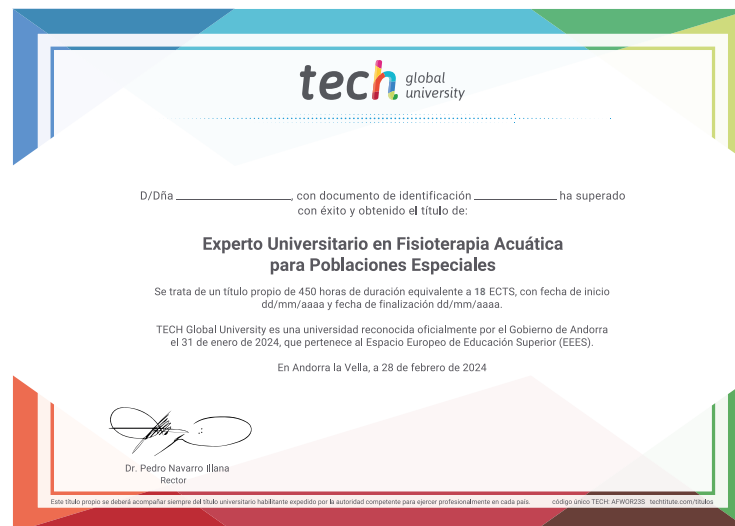 tech global university
D/Dña ______________, con documento de identificación ______________ ha superado
con éxito y obtenido el título de:
Experto Universitario en Fisioterapia Acuática
para Poblaciones Especiales
Se trata de un título propio de 450 horas de duración equivalente a 18 ECTS, con fecha de inicio
dd/mm/aaaa y fecha de finalización dd/mm/aaaa.
TECH Global University es una universidad reconocida oficialmente por el Gobierno de Andorra
el 31 de enero de 2024, que pertenece al Espacio Europeo de Educación Superior (EEES).
En Andorra la Vella, a 28 de febrero de 2024
Dr. Pedro Navarro Illana
Rector
Este título propio se deberá acompañar siempre del título universitario habilitante expedido por la autoridad competente para ejercer profesionalmente en cada país. código único TECH: AFWOR23S techtitute.com/titulos